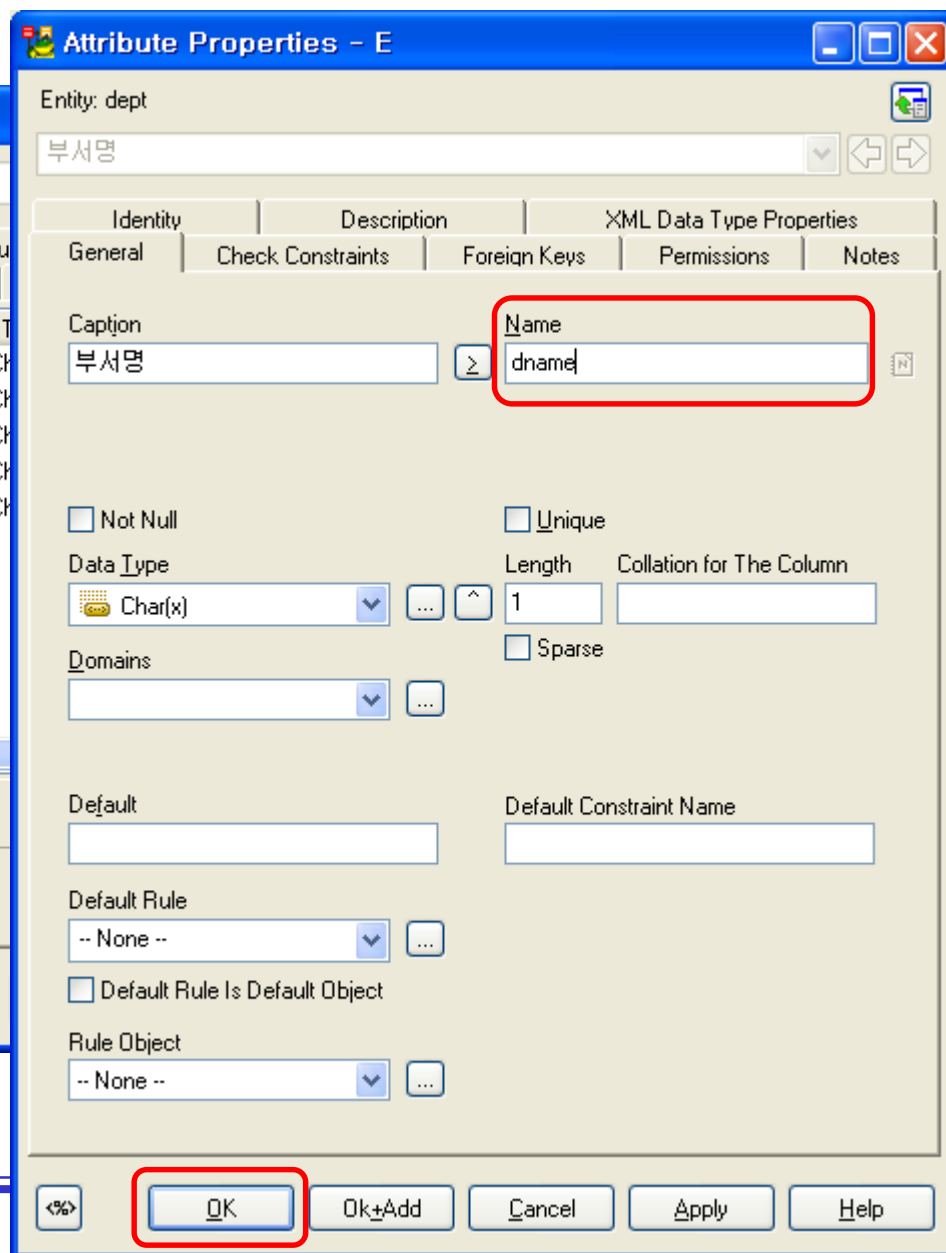 Attribute Properties - E
Entity: dept
부서명
Identity Description XML Data Type Properties
General Check Constraints Foreign Keys Permissions Notes
Caption Name
부서명 > dname
Not Null Unique
Data Type Length Collation for The Column
Char(x) ... ^ 1
Domains Sparse
...
Default Default Constraint Name
Default Rule
-- None -- ...
Default Rule Is Default Object
Rule Object
-- None -- ...
<%> OK Ok+Add Cancel Apply Help